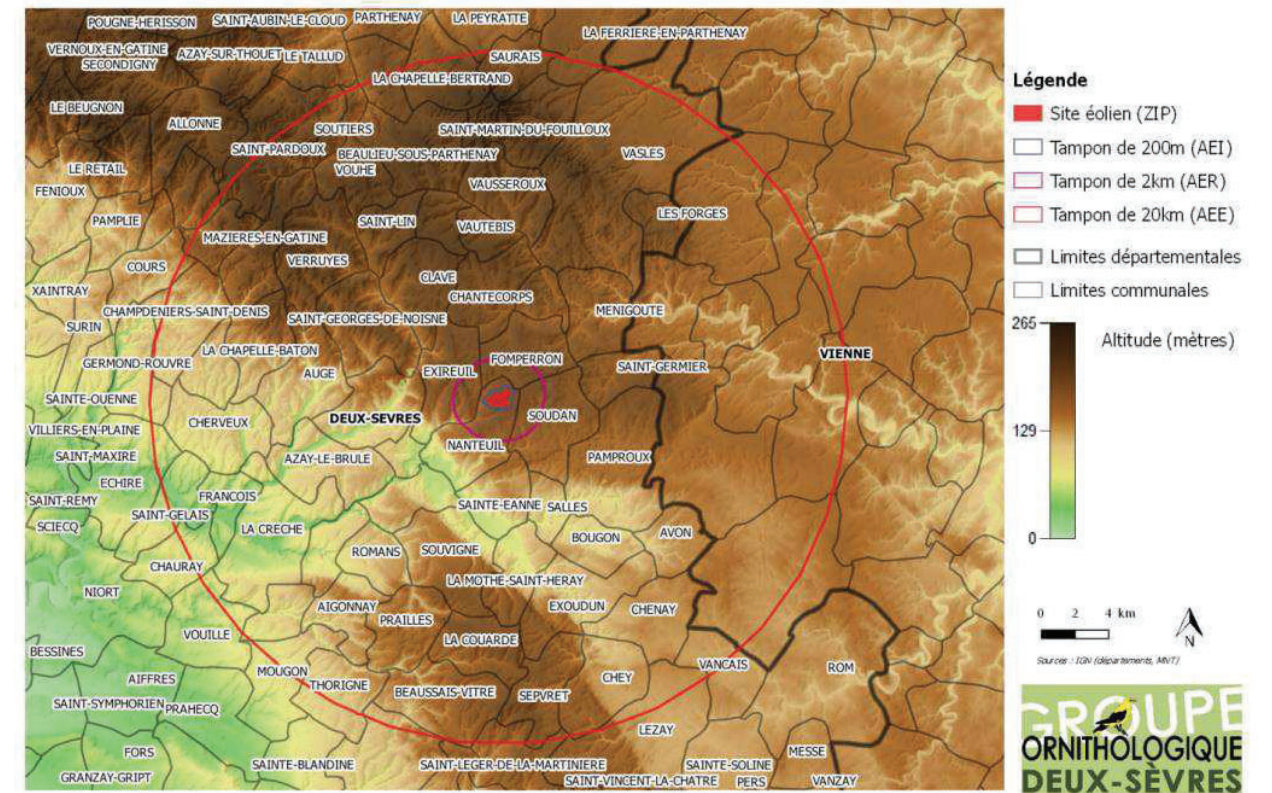 POUGNE-HERISSON
SAINT-AUBIN-LE-CLOUD
PARTHENAY
LA PEYRATTE
LA FERRIERE-EN-PARTHENAY
VERNOUX-EN-GATINE
AZAY-SUR-THOUET
LE TALLUD
SAURAIS
SECONDIGNY
LA CHAPELLE-BERTRAND
LE BEUGNON
ALLONNE
SOUTIERS
SAINT-MARTIN-DU-FOUILLOUX
SAINT-PARDOUX
BEAULIEU-SOUS-PARTHENAY
VASLES
LE RETAIL
VOUHE
FENIOUX
VAUSSEROUX
PAMPLIE
SAINT-LIN
VAUTEBIS
LES FORGES
MAZIERES-EN-GATINE
COURS
VERRUYES
CLAVE
XAINTRAY
CHANTECORPS
CHAMPDENIERS-SAINT-DENIS
SAINT-GEORGES-DE-NOISNE
MENIGOUTE
SURIN
GERMOND-ROUVRE
LA CHAPELLE-BATON
FOMPERRON
VIENNE
AUGE
EXIREUIL
SAINT-GERMIER
SAINTE-OUENNE
CHERVEUX
DEUX-SEVRES
SOUDAN
VILLIERS-EN-PLAINE
NANTEUIL
SAINT-MAXIRE
AZAY-LE-BRULE
PAMPROUX
ECHIRE
SAINT-REMY
FRANCOIS
SAINTE-EANNE
SALLES
SCIECQ
SAINT-GELAIS
LA CRECHE
BOUGON
AVON
CHAURAY
ROMANS
SOUVIGNE
NIORT
LA MOTHE-SAINT-HERAY
AIGONNAY
EXOUDUN
CHENAY
PRAILLES
VOUILLE
LA COUARDE
BESSINES
MOUGON
VANCAIS
ROM
AIFFRES
THORIGNE
BEAUSSAIS-VITRE
SEPVRET
CHEY
SAINT-SYMPHORIEN
PRAHECQ
LEZAY
FORS
SAINTE-BLANDINE
SAINT-LEGER-DE-LA-MARTINIERE
SAINTE-SOLINE
MESSE
GRANZAY-GRIPT
SAINT-VINCENT-LA-CHATRE
PERS
VANZAY
Légende
Site éolien (ZIP)
Tampon de 200m (AEI)
Tampon de 2km (AER)
Tampon de 20km (AEE)
Limites départementales
Limites communales
265
Altitude (mètres)
129
0
0 2 4 km
N
Sources : IGN (départements, MNT)
GROUPE
ORNITHOLOGIQUE
DEUX-SÈVRES